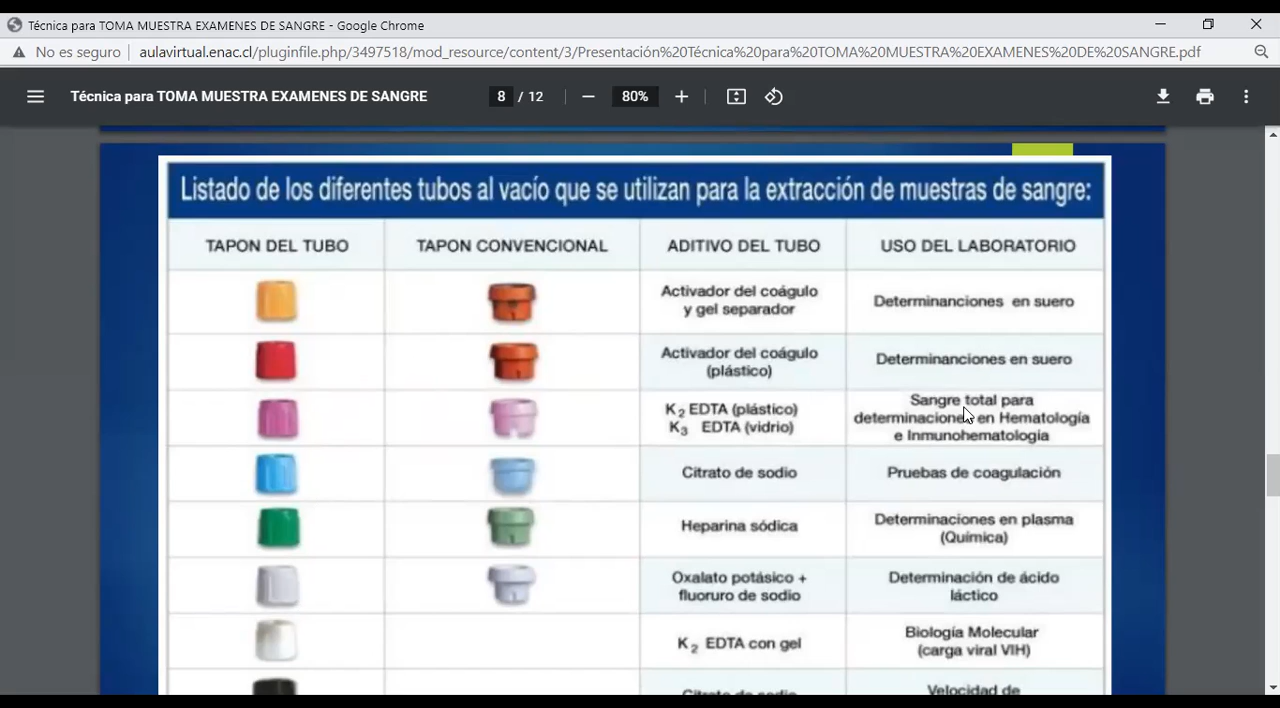 Técnica para TOMA MUESTRA EXAMENES DE SANGRE - Google Chrome
No es seguro | aulavirtual.enac.cl/pluginfile.php/3497518/mod_resource/content/3/Presentación%20Técnica%20para%20TOMA%20MUESTRA%20EXAMENES%20DE%20SANGRE.pdf
Técnica para TOMA MUESTRA EXAMENES DE SANGRE 8 / 12 80%
Listado de los diferentes tubos al vacío que se utilizan para la extracción de muestras de sangre:
TAPON DEL TUBO TAPON CONVENCIONAL ADITIVO DEL TUBO USO DEL LABORATORIO
Activador del coágulo
y gel separador
Determinanciones en suero
Activador del coágulo
(plástico)
Determinanciones en suero
K2 EDTA (plástico)
K3 EDTA (vidrio)
Sangre total para
determinaciones en Hematología
e Inmunohematología
Citrato de sodio
Pruebas de coagulación
Heparina sódica
Determinaciones en plasma
(Química)
Oxalato potásico +
fluoruro de sodio
Determinación de ácido
láctico
K2 EDTA con gel
Biología Molecular
(carga viral VIH)
Citrato de sodio
Velocidad de